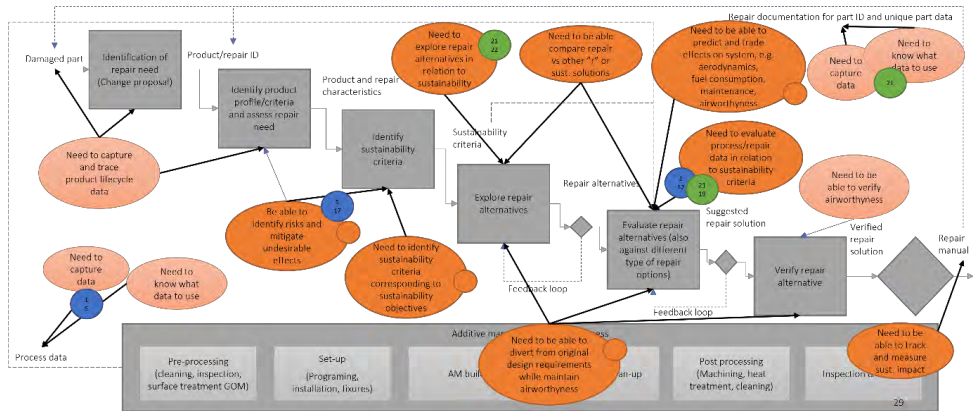 Repair documentation for part ID and unique part data
Damaged part
Identification of
repair need
(Change proposal)
Product/repair ID
Identify product
profile/criteria
and assess repair
need
Product and repair
characteristics
Identify
sustainability
criteria
Sustainability
criteria
Explore repair
alternatives
Repair alternatives
Evaluate repair
alternatives (also
against different
type of repair
options)
Suggested
repair solution
Verify repair
alternative
Verified
repair
solution
Repair
manual
Feedback loop
Feedback loop
Need to be able to
explore repair
alternatives in
relation to
sustainability
21
22
Need to be able
compare repair
vs other "r" or
sust. solutions
Need to be able to
predict and trade
effects on system, e.g.
aerodynamics,
fuel consumption,
maintenance,
airworthyness
Need to
capture
data
Need to know
what data to use
21
Need to capture
and trace
product lifecycle
data
Be able to
identify risks and
mitigate
undesirable
effects
17
Need to identify
sustainability
criteria
corresponding to
sustainability
objectives
Need to evaluate
process/repair
data in relation
to sustainability
criteria
Need to be
able to verify
airworthyness
Need to
capture data
Need to
know what
data to use
Process data
Additive
Pre-processing
(cleaning, inspection,
surface treatment GOM)
Set-up
(Programing,
installation, fixures)
AM
Need to be able to
divert from original
design requirements
while maintain
airworthyness
Post processing
(Machining, heat
treatment, cleaning)
Need to be
able to track
and measure
sust. impact
29